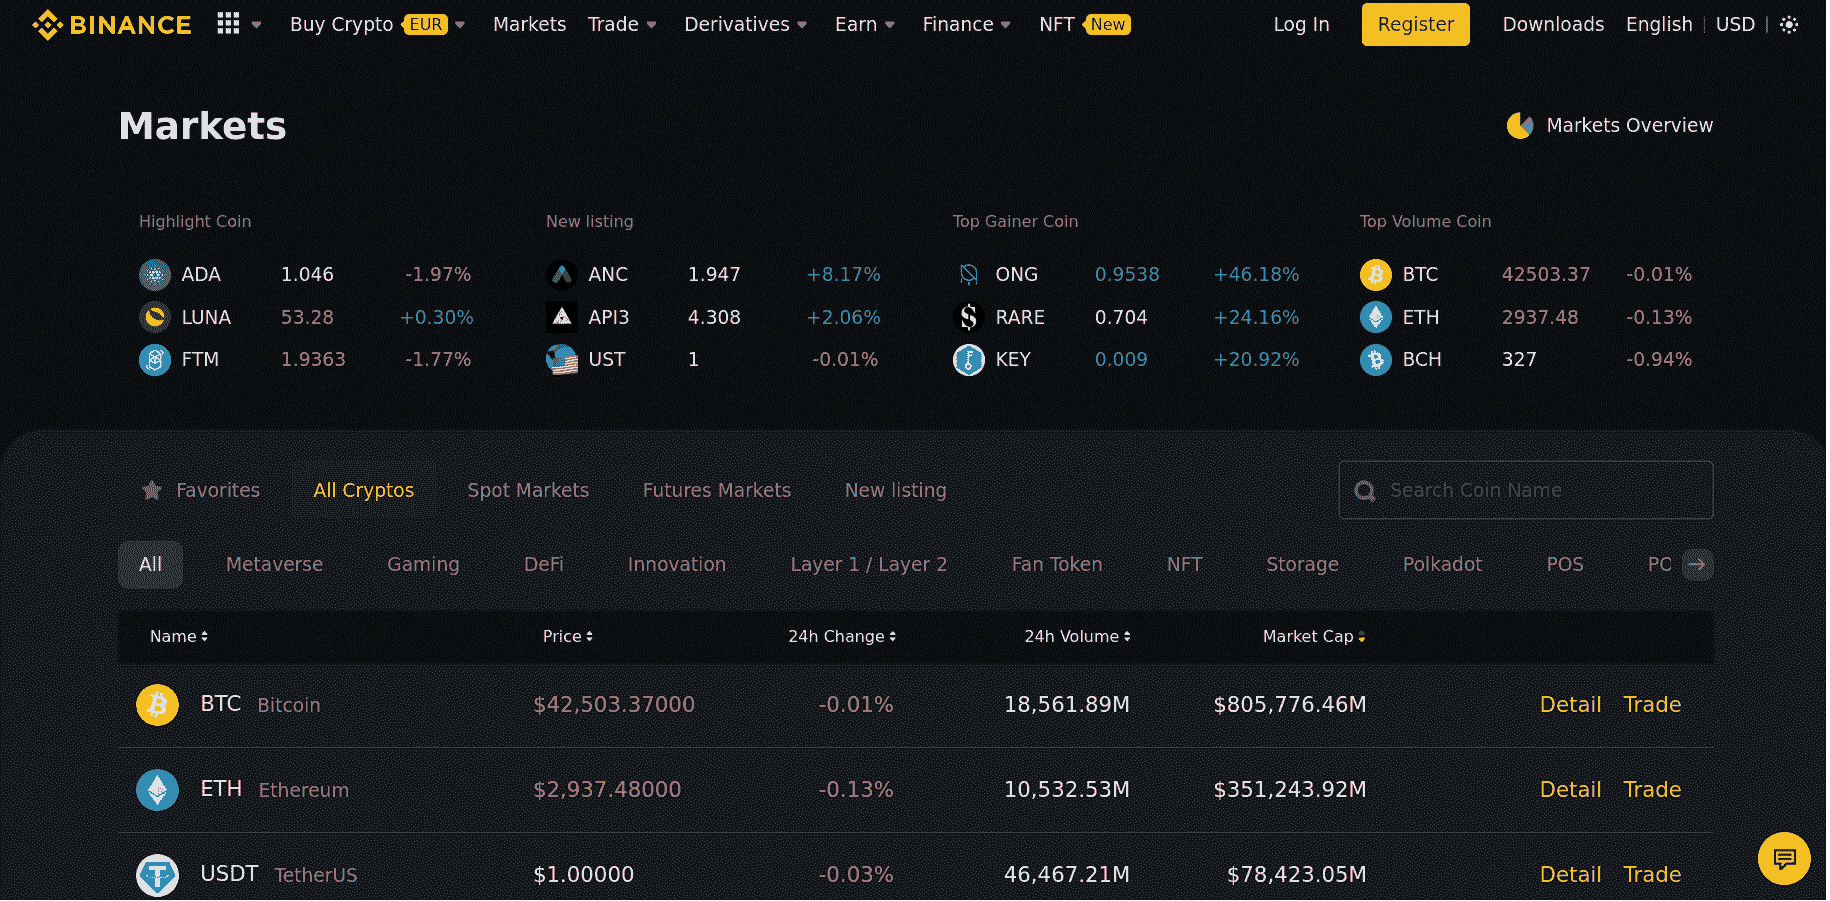 BINANCE Buy Crypto EUR Markets Trade Derivatives Earn Finance NFT New Log In Register Downloads English | USD |
Markets
Markets Overview
Highlight Coin
ADA 1.046 -1.97%
LUNA 53.28 +0.30%
FTM 1.9363 -1.77%
New listing
ANC 1.947 +8.17%
API3 4.308 +2.06%
UST 1 -0.01%
Top Gainer Coin
ONG 0.9538 +46.18%
RARE 0.704 +24.16%
KEY 0.009 +20.92%
Top Volume Coin
BTC 42503.37 -0.01%
ETH 2937.48 -0.13%
BCH 327 -0.94%
Favorites All Cryptos Spot Markets Futures Markets New listing Search Coin Name
All Metaverse Gaming DeFi Innovation Layer 1 / Layer 2 Fan Token NFT Storage Polkadot POS PO
Name Price 24h Change 24h Volume Market Cap
BTC Bitcoin $42,503.37000 -0.01% 18,561.89M $805,776.46M Detail Trade
ETH Ethereum $2,937.48000 -0.13% 10,532.53M $351,243.92M Detail Trade
USDT TetherUS $1.00000 -0.03% 46,467.21M $78,423.05M Detail Trade